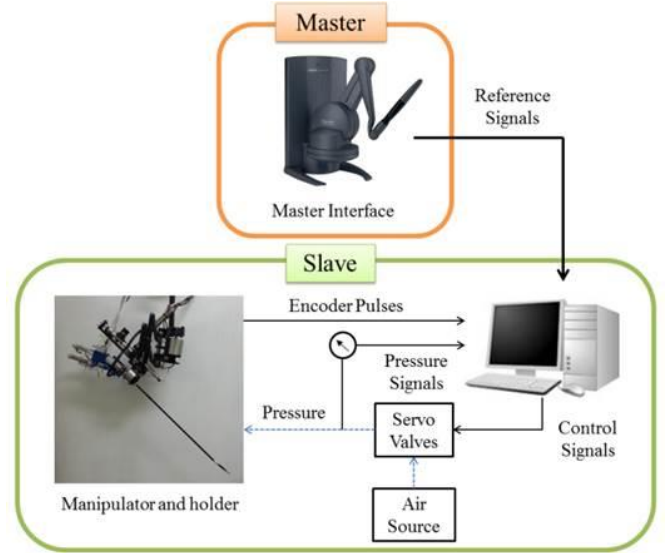 Master
Reference
Signals
Master Interface
Slave
Encoder Pulses
Pressure
Signals
Pressure
Servo
Valves
Control
Signals
Manipulator and holder
Air
Source